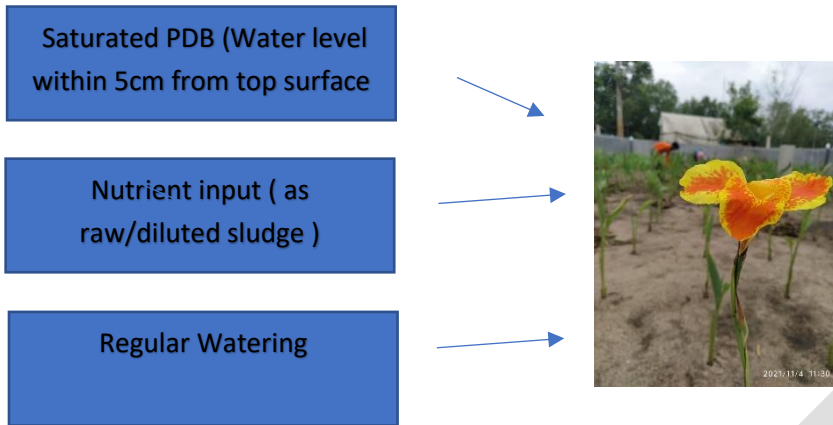 Saturated PDB (Water level
within 5cm from top surface
Nutrient input ( as
raw/diluted sludge )
Regular Watering
2021/11/4 11:30